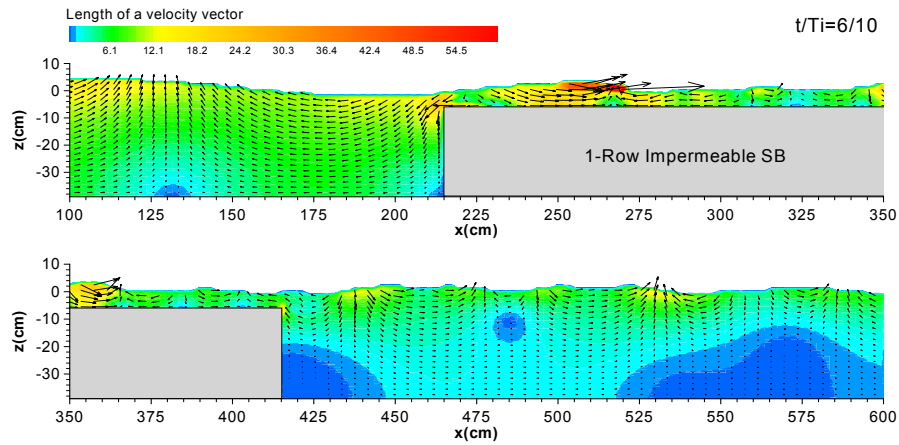 Length of a velocity vector
t/Ti=6/10
6.1 12.1 18.2 24.2 30.3 36.4 42.4 48.5 54.5
10
0
-10
-20
-30
z(cm)
1-Row Impermeable SB
100 125 150 175 200 225 250 275 300 325 350
x(cm)
10
0
-10
-20
-30
z(cm)
350 375 400 425 450 475 500 525 550 575 600
x(cm)